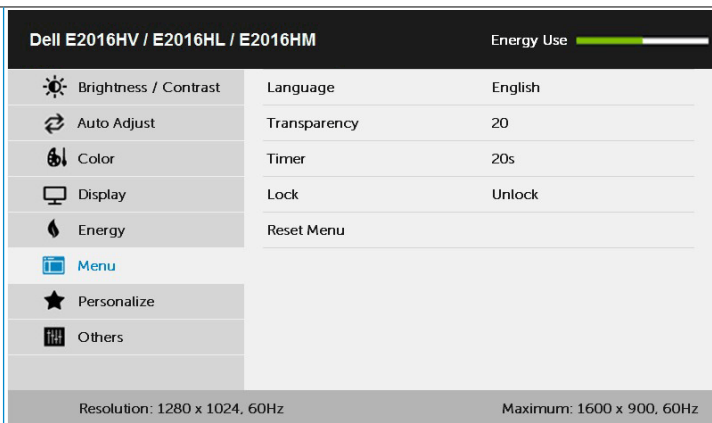 Dell E2016HV / E2016HL / E2016HM Energy Use
Brightness / Contrast Language English
Auto Adjust Transparency 20
Color Timer 20s
Display Lock Unlock
Energy Reset Menu
Menu
Personalize
Others
Resolution: 1280 x 1024, 60Hz Maximum: 1600 x 900, 60Hz